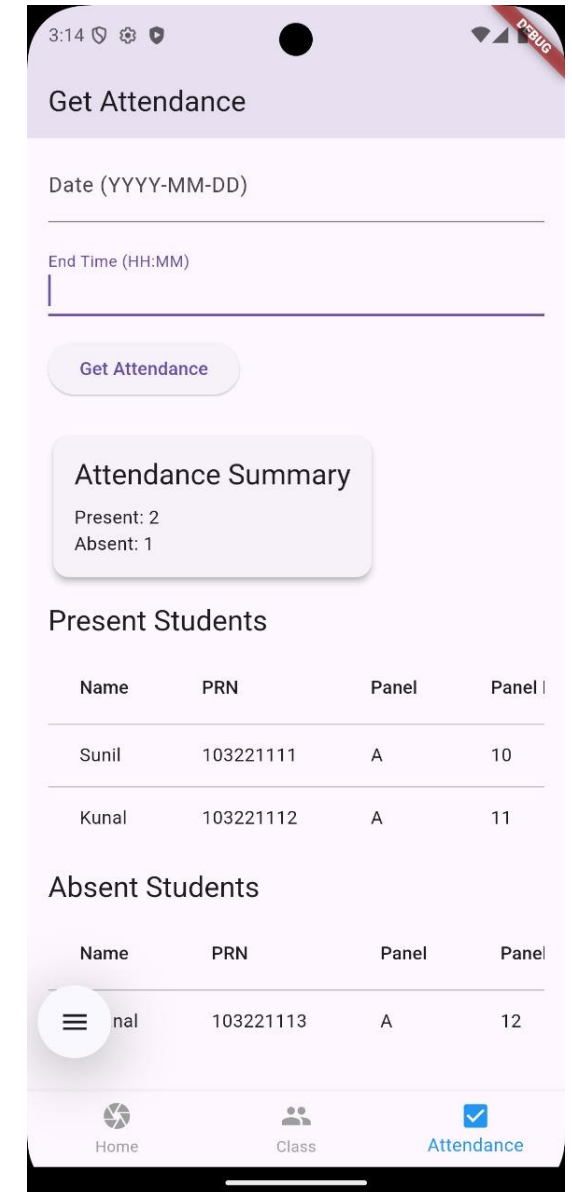 3:14
DEBUG
Get Attendance
Date (YYYY-MM-DD)
End Time (HH:MM)
Get Attendance
Attendance Summary
Present: 2
Absent: 1
Present Students
Name PRN Panel Panel
Sunil 103221111 A 10
Kunal 103221112 A 11
Absent Students
Name PRN Panel Panel
103221113 A 12
Home Class Attendance